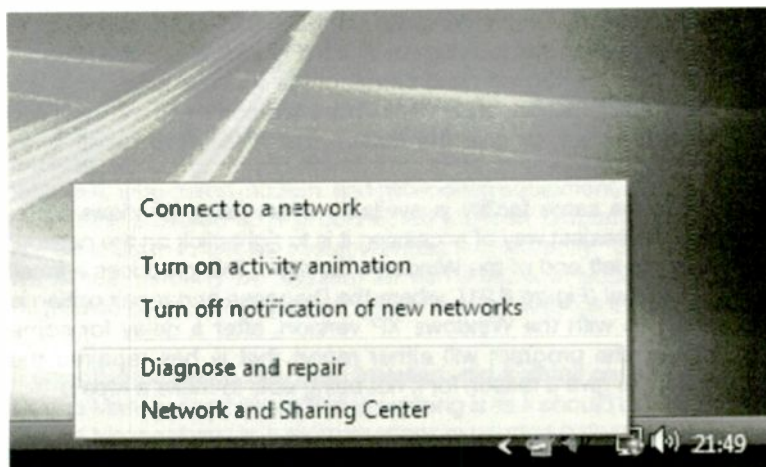 Connect to a network
Turn on activity animation
Turn off notification of new networks
Diagnose and repair
Network and Sharing Center
21:49